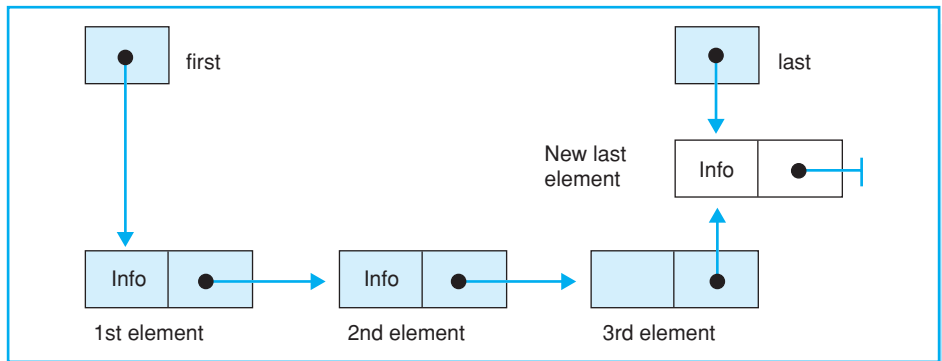 first
last
New last
element
Info
Info
Info
1st element
2nd element
3rd element